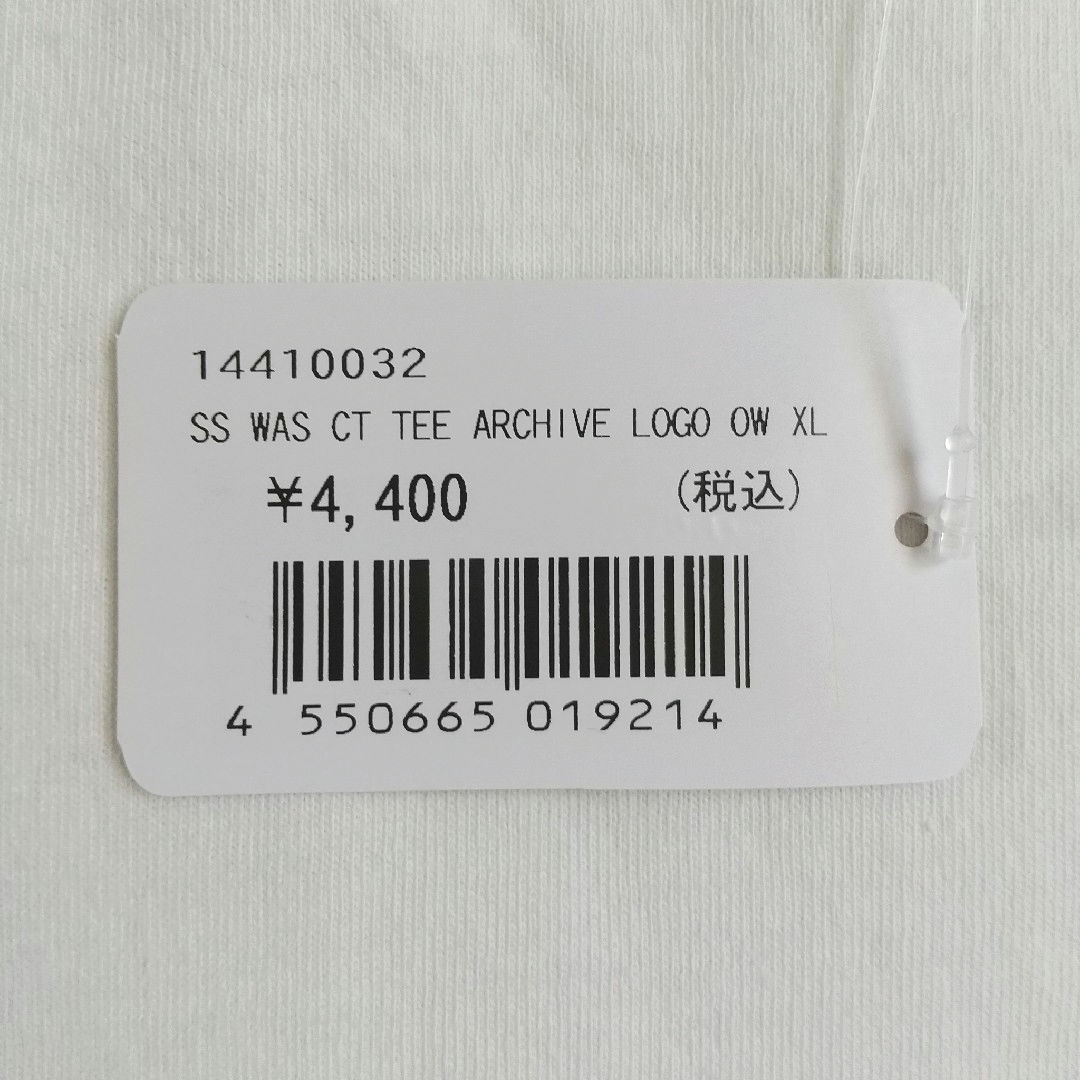 14410032
SS WAS CT TEE ARCHIVE LOGO OW XL
¥4,400 (税込)
4 550665 019214